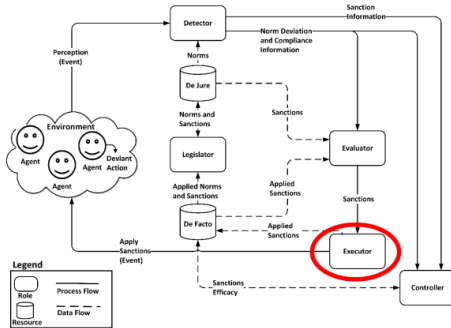 Detector
Sanction
Information
Norm Deviation
and Compliance
Information
Perception
(Event)
Norms
De Jure
Norms and
Sanctions
Sanctions
Environment
Agent
Agent
Agent
Deviant
Action
Legislator
Evaluator
Applied Norms
and Sanctions
Applied
Sanctions
Sanctions
De Facto
Applied
Sanctions
Apply
Sanctions
(Event)
Executor
Sanctions
Efficacy
Controller
Legend
Role
Process Flow
Resource
Data Flow